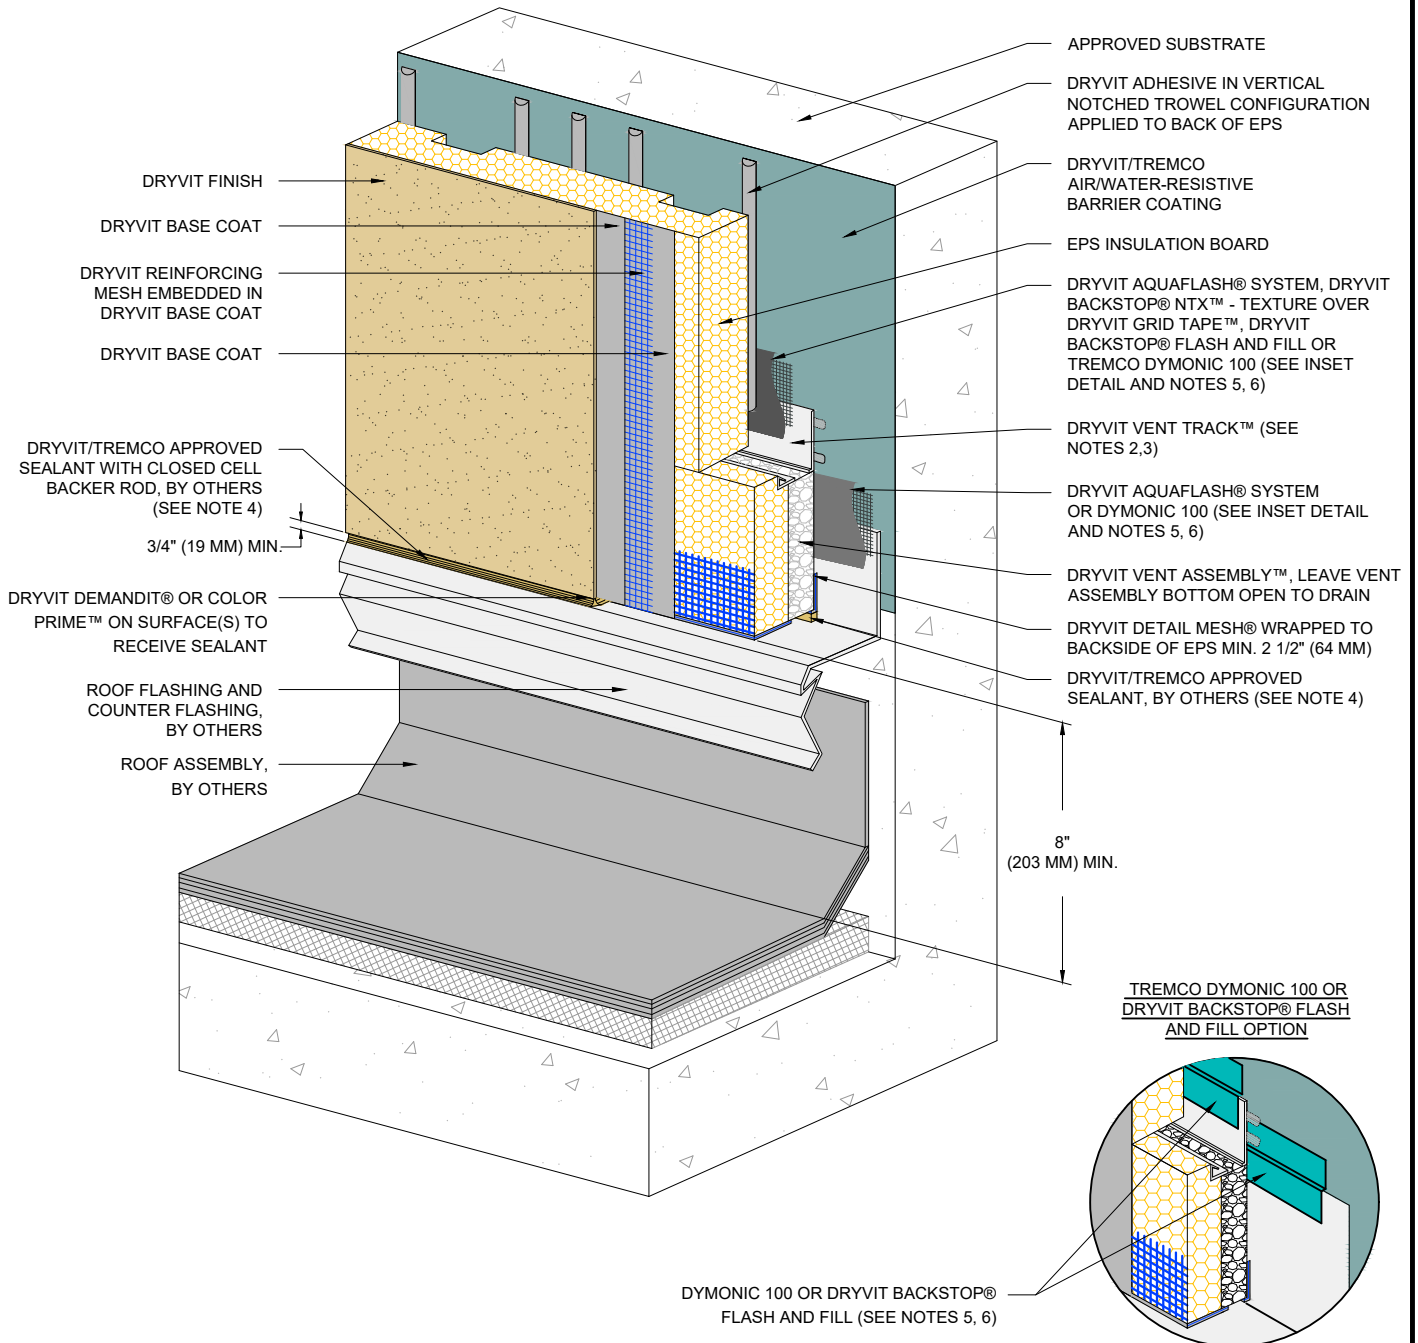 APPROVED SUBSTRATE
DRYVIT ADHESIVE IN VERTICAL
NOTCHED TROWEL CONFIGURATION
APPLIED TO BACK OF EPS
DRYVIT/TREMCO
AIR/WATER-RESISTIVE
BARRIER COATING
EPS INSULATION BOARD
DRYVIT AQUAFLASH® SYSTEM, DRYVIT
BACKSTOP® NTX™ - TEXTURE OVER
DRYVIT GRID TAPE™, DRYVIT
BACKSTOP® FLASH AND FILL OR
TREMCO DYMONIC 100 (SEE INSET
DETAIL AND NOTES 5, 6)
DRYVIT VENT TRACK™ (SEE
NOTES 2,3)
DRYVIT AQUAFLASH® SYSTEM
OR DYMONIC 100 (SEE INSET DETAIL
AND NOTES 5, 6)
DRYVIT VENT ASSEMBLY™, LEAVE VENT
ASSEMBLY BOTTOM OPEN TO DRAIN
DRYVIT DETAIL MESH® WRAPPED TO
BACKSIDE OF EPS MIN. 2 1/2" (64 MM)
DRYVIT/TREMCO APPROVED
SEALANT, BY OTHERS (SEE NOTE 4)
DRYVIT FINISH
DRYVIT BASE COAT
DRYVIT REINFORCING
MESH EMBEDDED IN
DRYVIT BASE COAT
DRYVIT BASE COAT
DRYVIT/TREMCO APPROVED
SEALANT WITH CLOSED CELL
BACKER ROD, BY OTHERS
(SEE NOTE 4)
3/4" (19 MM) MIN.
DRYVIT DEMANDIT® OR COLOR
PRIME™ ON SURFACE(S) TO
RECEIVE SEALANT
ROOF FLASHING AND
COUNTER FLASHING,
BY OTHERS
ROOF ASSEMBLY,
BY OTHERS
8"
(203 MM) MIN.
TREMCO DYMONIC 100 OR
DRYVIT BACKSTOP® FLASH
AND FILL OPTION
DYMONIC 100 OR DRYVIT BACKSTOP®
FLASH AND FILL (SEE NOTES 5, 6)